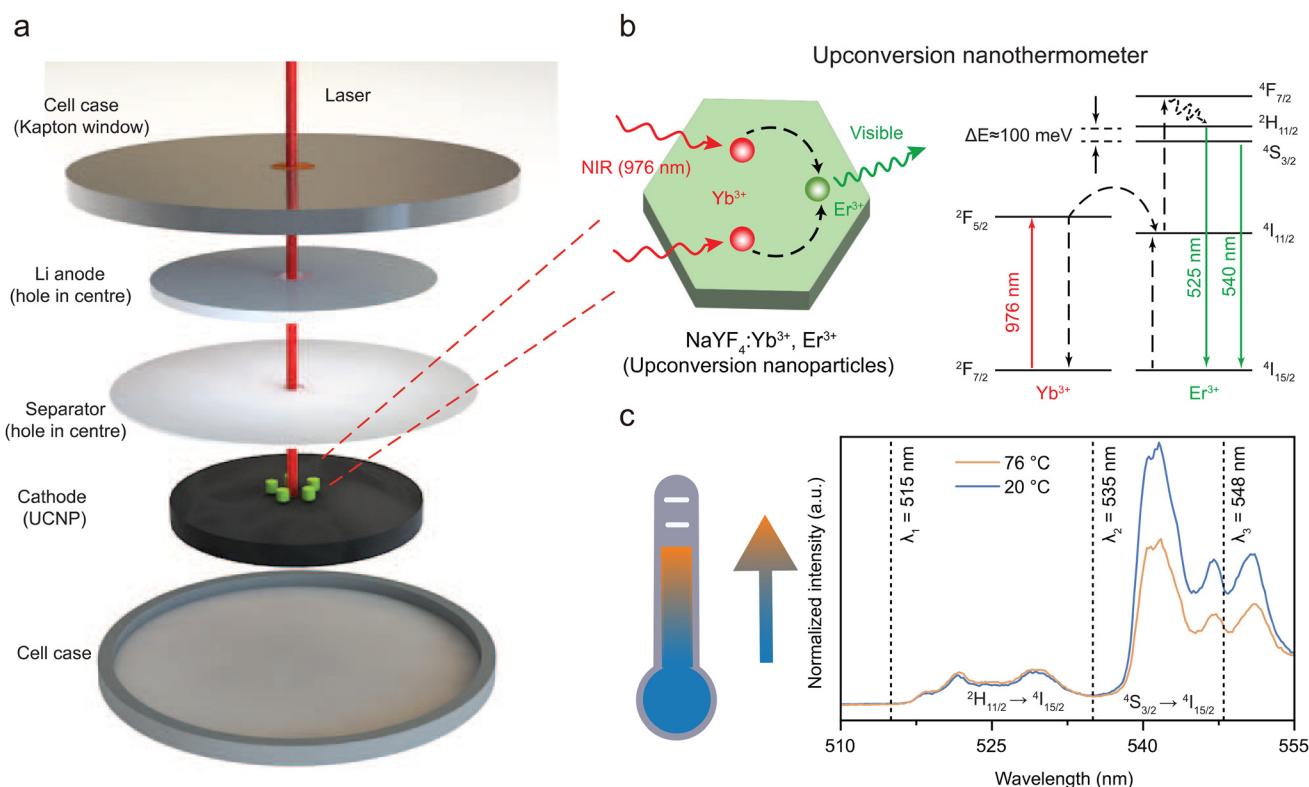 a
Laser
Cell case
(Kapton window)
Li anode
(hole in centre)
Separator
(hole in centre)
Cathode
(UCNP)
Cell case
b
Upconversion nanothermometer
NIR (976 nm)
Yb³⁺
Er³⁺
Visible
NaYF₄:Yb³⁺, Er³⁺
(Upconversion nanoparticles)
ΔE≈100 meV
⁴F₇/₂
²H₁₁/₂
⁴S₃/₂
²F₅/₂
⁴I₁₁/₂
976 nm
525 nm
540 nm
²F₇/₂
⁴I₁₅/₂
Yb³⁺
Er³⁺
c
Normalized intensity (a.u.)
76 °C
20 °C
λ₁ = 515 nm
λ₂ = 535 nm
λ₃ = 548 nm
²H₁₁/₂→⁴I₁₅/₂
⁴S₃/₂→⁴I₁₅/₂
510
525
540
555
Wavelength (nm)